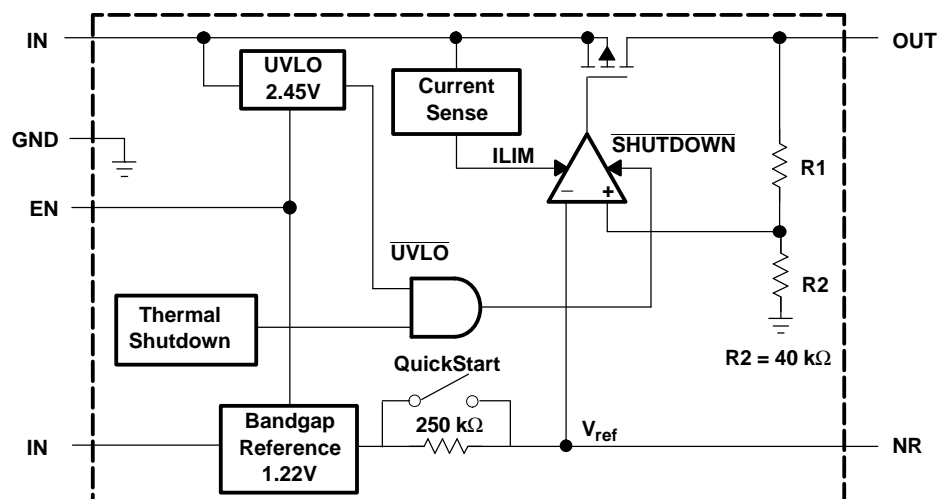 IN
OUT
UVLO
2.45V
Current
Sense
GND
SHUTDOWN
ILIM
R1
EN
− +
UVLO
R2
Thermal
Shutdown
R2 = 40 kΩ
QuickStart
250 kΩ
Bandgap
Reference
1.22V
Vref
IN
NR